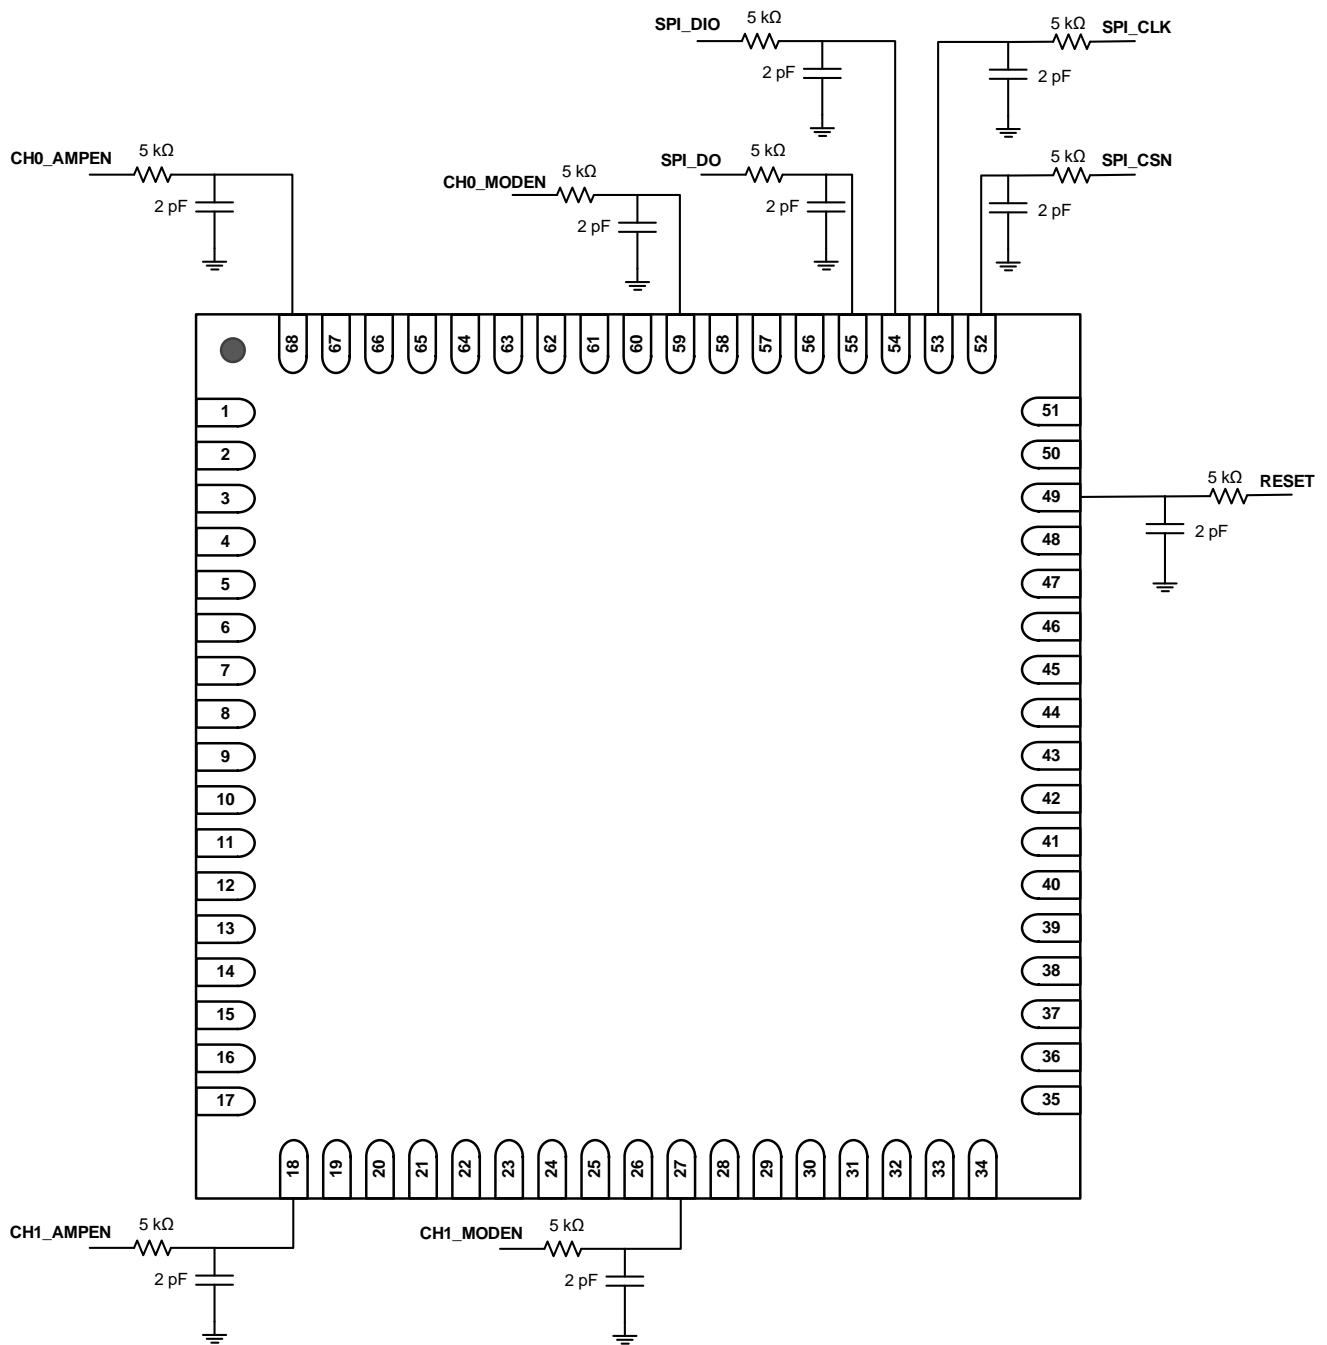 5 kΩ
SPI_DIO
2 pF
5 kΩ
SPI_CLK
2 pF
5 kΩ
CH0_AMPEN
2 pF
5 kΩ
CH0_MODEN
2 pF
5 kΩ
SPI_DO
2 pF
5 kΩ
SPI_CSN
2 pF
68
67
66
65
64
63
62
61
60
59
58
57
56
55
54
53
52
1
2
3
4
5
6
7
8
9
10
11
12
13
14
15
16
17
51
50
49
48
47
46
45
44
43
42
41
40
39
38
37
36
35
5 kΩ
RESET
2 pF
18
19
20
21
22
23
24
25
26
27
28
29
30
31
32
33
34
5 kΩ
CH1_AMPEN
2 pF
5 kΩ
CH1_MODEN
2 pF